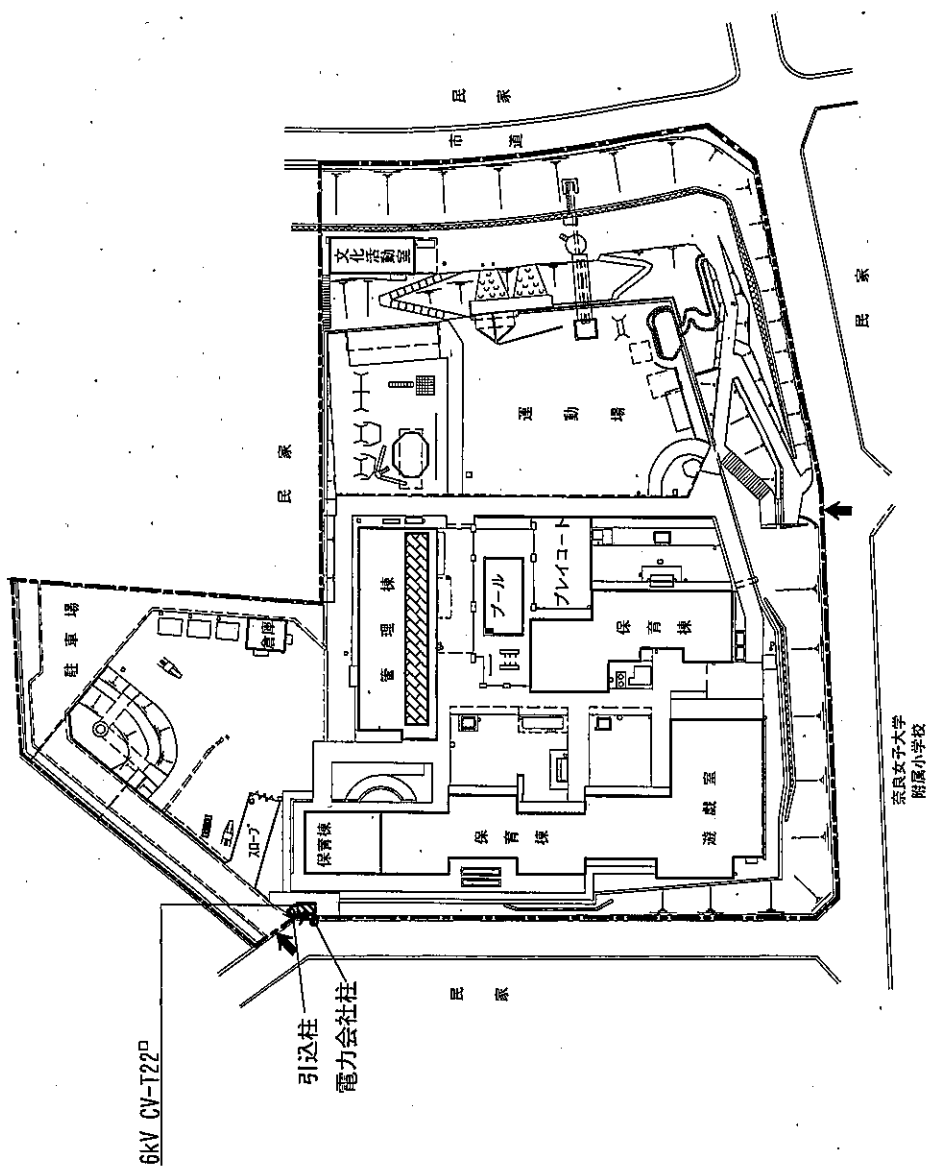 民家
市道
文化活動室
民家
運動場
民家
駐車場
倉庫
管理棟
プール
プレイコート
保育棟
スロープ
保育棟
保育棟
遊戯室
奈良女子大学
附属小学校
民家
6kV CV-T22□
引込柱
電力会社柱